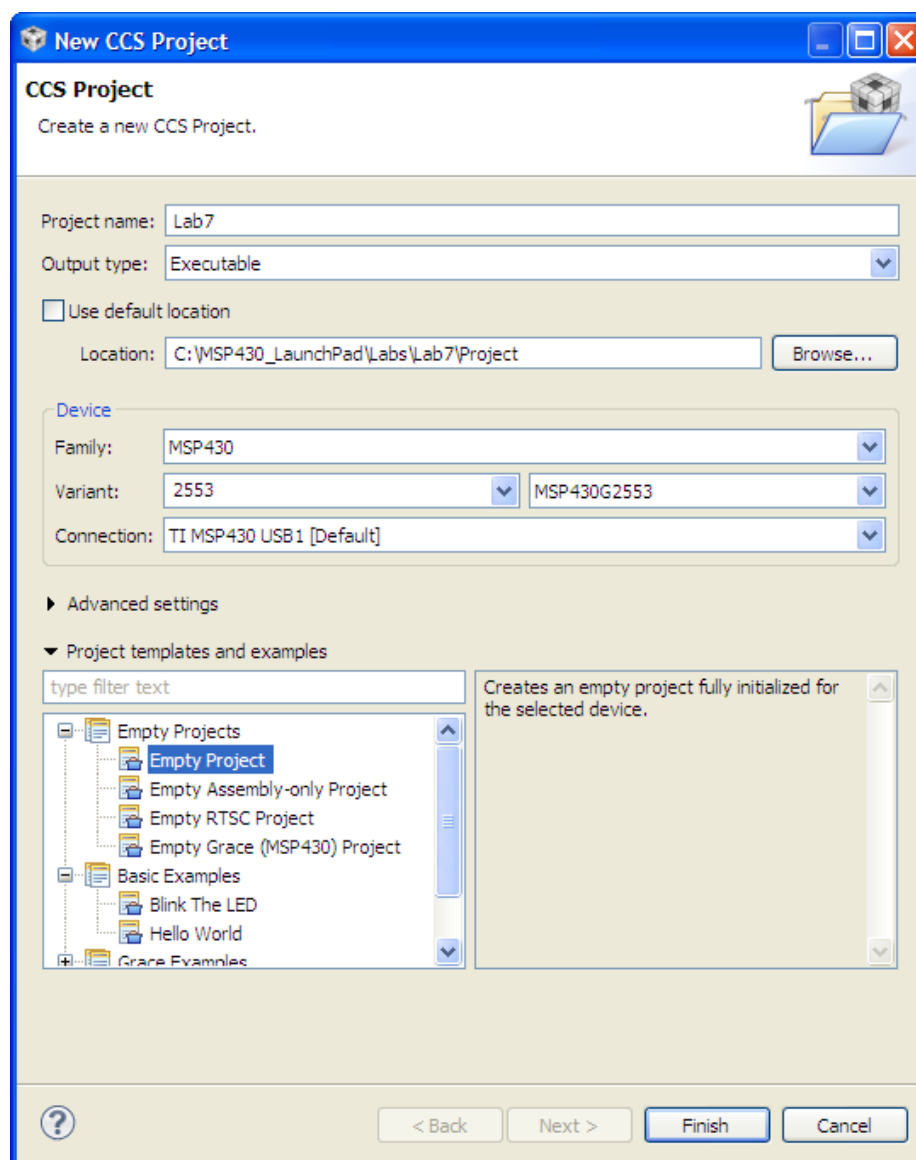 New CCS Project
CCS Project
Create a new CCS Project.
Project name: Lab7
Output type: Executable
Use default location
Location: C:\MSP430_LaunchPad\Labs\Lab7\Project Browse...
Device
Family: MSP430
Variant: 2553 MSP430G2553
Connection: TI MSP430 USB1 [Default]
Advanced settings
Project templates and examples
type filter text
Creates an empty project fully initialized for
the selected device.
Empty Projects
Empty Project
Empty Assembly-only Project
Empty RTSC Project
Empty Grace (MSP430) Project
Basic Examples
Blink The LED
Hello World
Grace Examples
? < Back Next > Finish Cancel